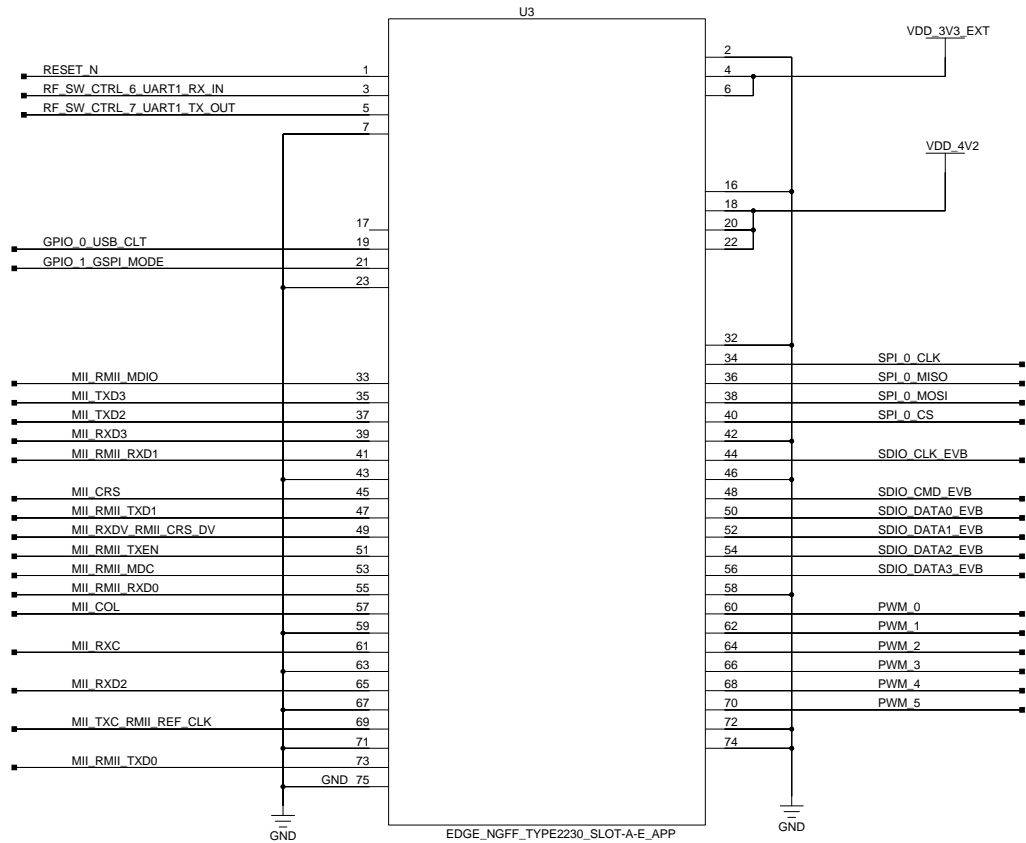 U3
VDD_3V3_EXT
2
RESET_N 1 4
RF_SW_CTRL_6_UART1_RX_IN 3 6
RF_SW_CTRL_7_UART1_TX_OUT 5
7
VDD_4V2
16
18
17 20
GPIO_0_USB_CLT 19 22
GPIO_1_GSPI_MODE 21
23
32
34 SPI_0_CLK
MII_RMII_MDIO 33 36 SPI_0_MISO
MII_TXD3 35 38 SPI_0_MOSI
MII_TXD2 37 40 SPI_0_CS
MII_RXD3 39 42
MII_RMII_RXD1 41 44 SDIO_CLK_EVB
43 46
MII_CRS 45 48 SDIO_CMD_EVB
MII_RMII_TXD1 47 50 SDIO_DATA0_EVB
MII_RXDV_RMII_CRS_DV 49 52 SDIO_DATA1_EVB
MII_RMII_TXEN 51 54 SDIO_DATA2_EVB
MII_RMII_MDC 53 56 SDIO_DATA3_EVB
MII_RMII_RXD0 55 58
MII_COL 57 60 PWM_0
59 62 PWM_1
MII_RXC 61 64 PWM_2
63 66 PWM_3
MII_RXD2 65 68 PWM_4
67 70 PWM_5
MII_TXC_RMII_REF_CLK 69 72
71 74
MII_RMII_TXD0 73
GND 75
GND
GND
EDGE_NGFF_TYPE2230_SLOT-A-E_APP